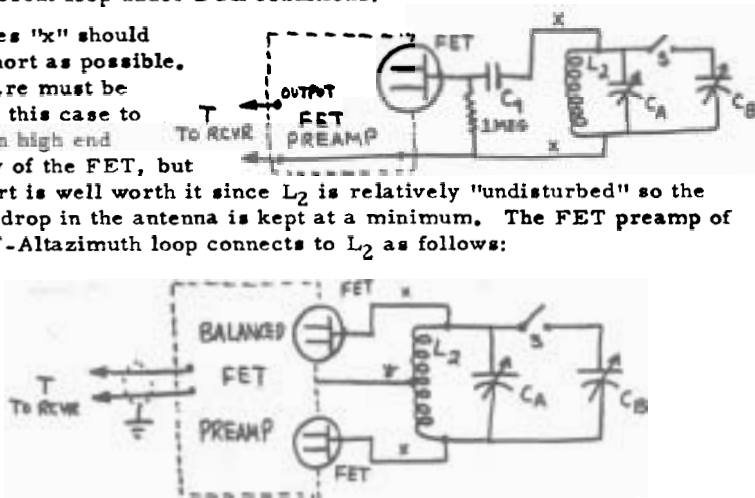 es "x" should
hort as possible.
re must be
this case to
high end
y of the FET, but
rt is well worth it since L2 is relatively "undisturbed" so the
drop in the antenna is kept at a minimum. The FET preamp of
-Altazimuth loop connects to L2 as follows:
T
TO RCVR
OUTPUT
FET
PREAMP
FET
C1
1 MEG
x
x
L2
CA
S
CB
T
TO RCVR
BALANCED
FET
PREAMP
FET
FET
x
x
L2
S
CA
CB